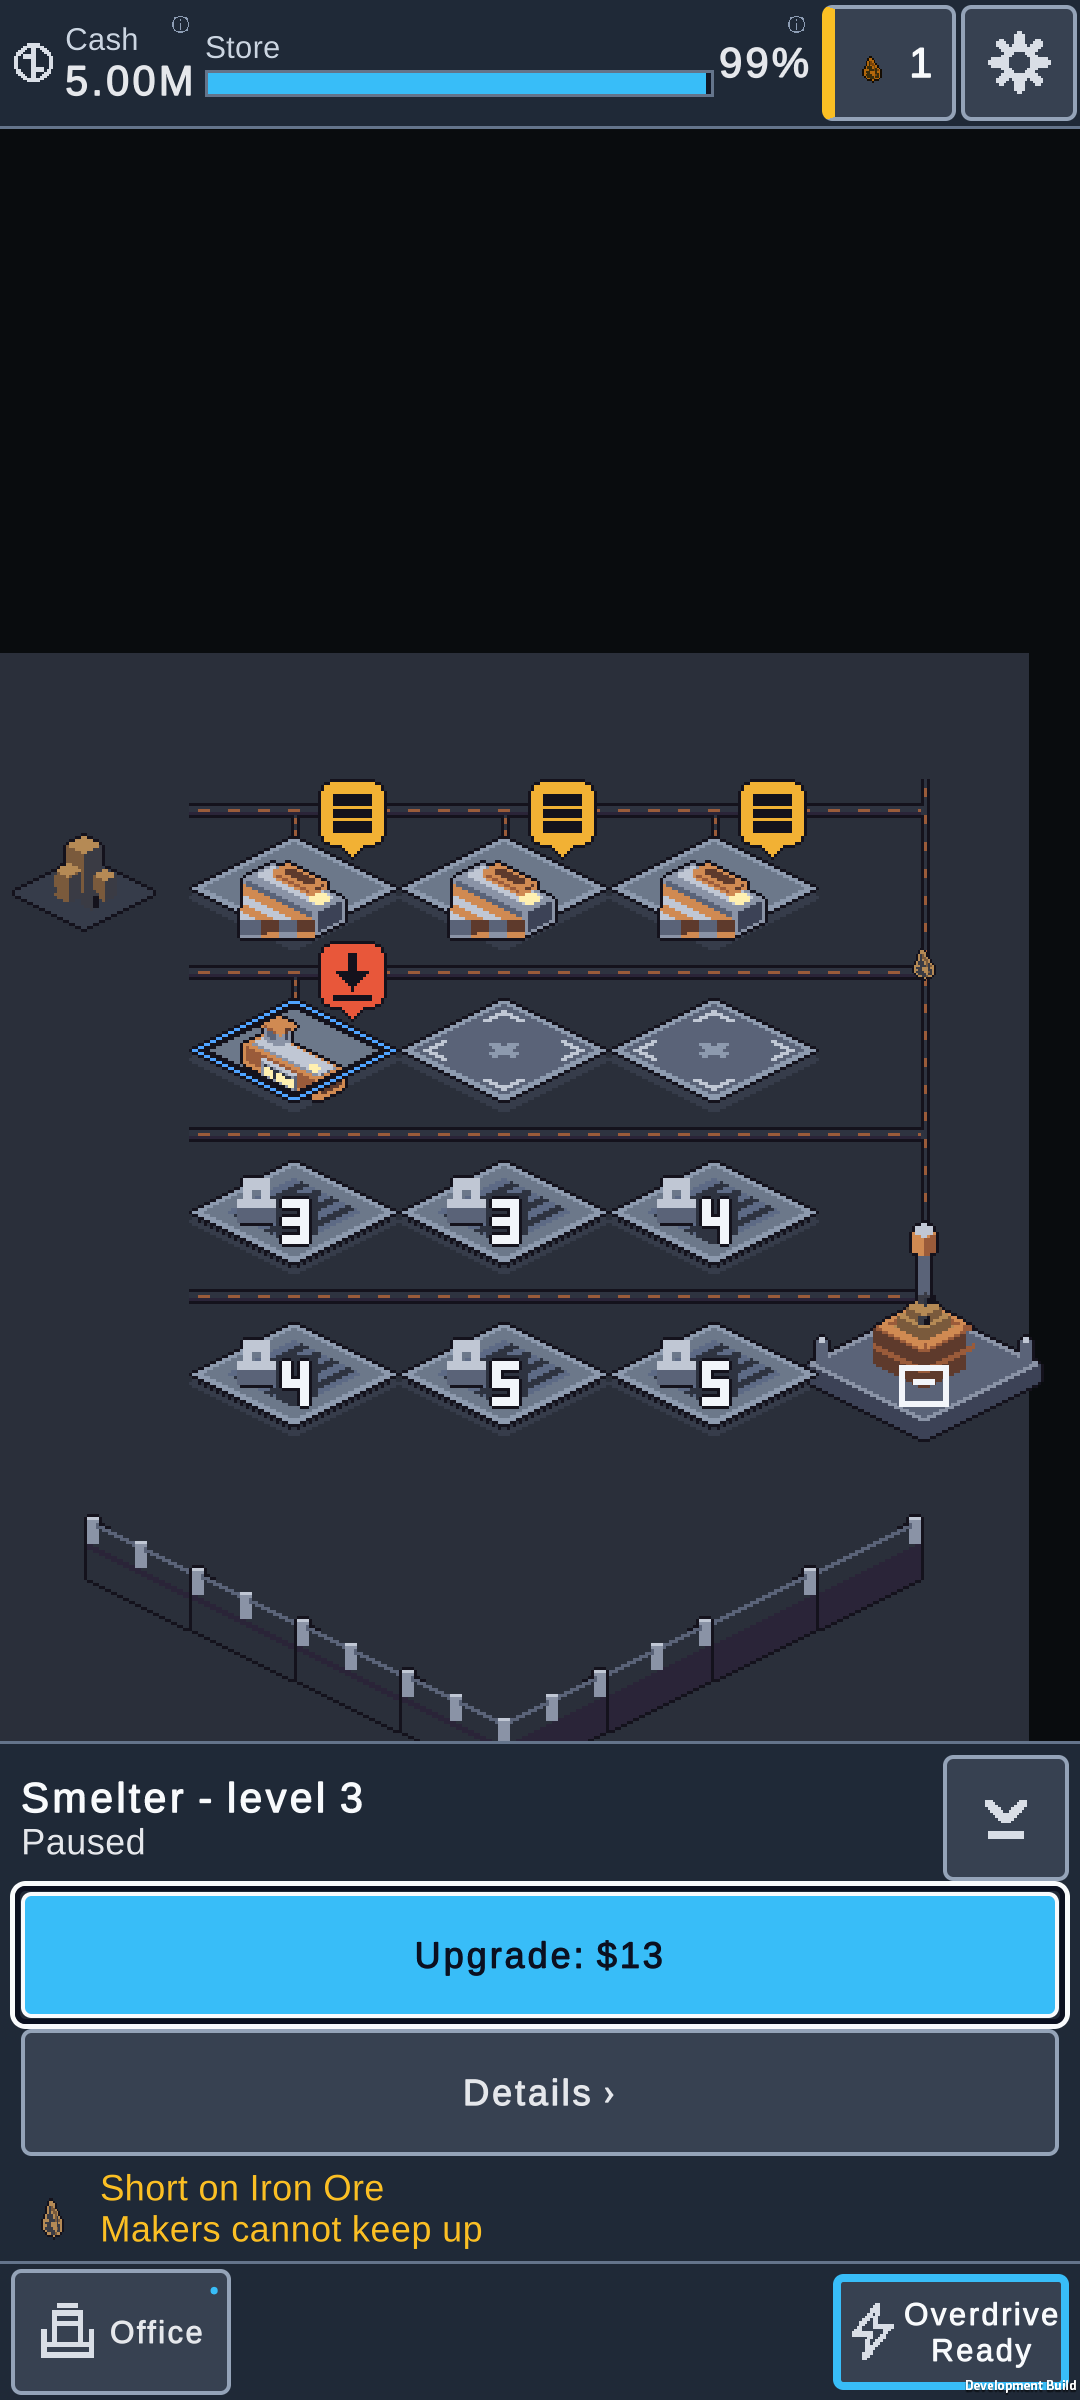 Cash
5.00M
Store
99%
1
3
3
4
4
5
5
Smelter - level 3
Paused
Upgrade: $13
Details ›
Short on Iron Ore
Makers cannot keep up
Office
Overdrive
Ready
Development Build